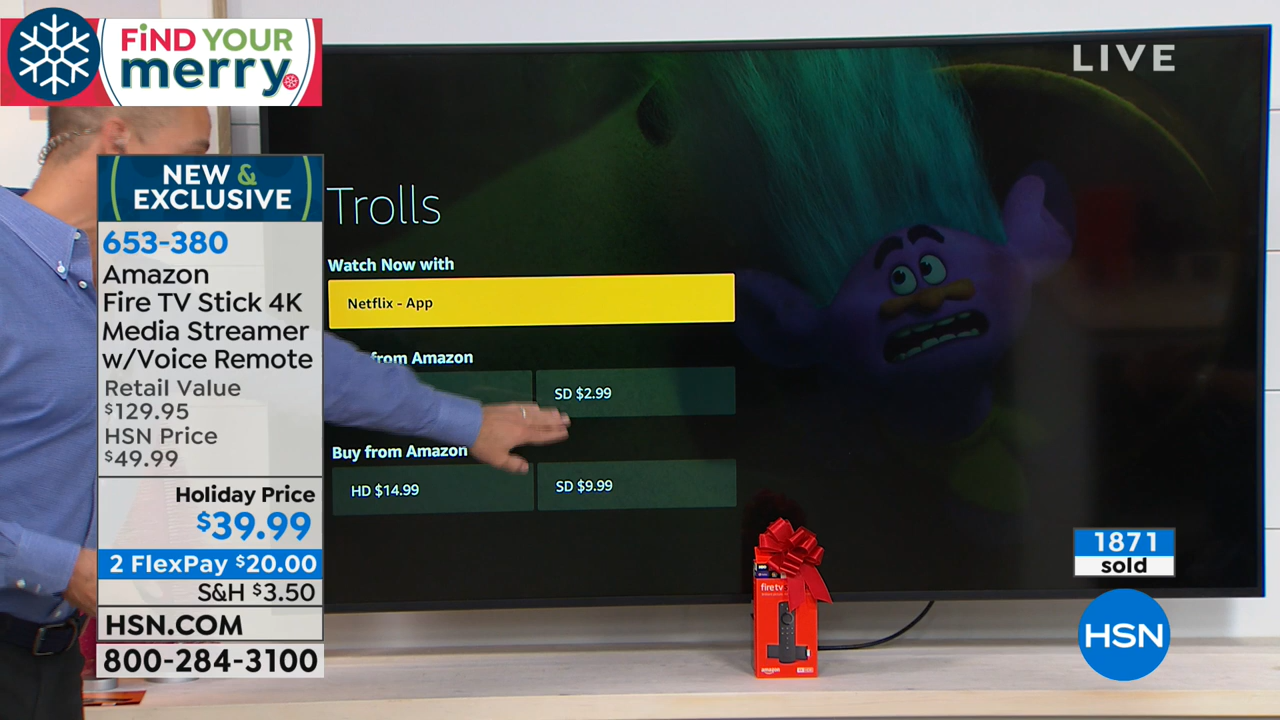 FiND YOUR
merry.
LIVE
NEW &
EXCLUSIVE
653-380
Amazon
Fire TV Stick 4K
Media Streamer
w/Voice Remote
Retail Value
$129.95
HSN Price
$49.99
Holiday Price
$39.99
2 FlexPay $20.00
S&H $3.50
HSN.COM
800-284-3100
Trolls
Watch Now with
Netflix - App
from Amazon
SD $2.99
Buy from Amazon
HD $14.99
SD $9.99
1871
sold
HSN
fire tv
amazon